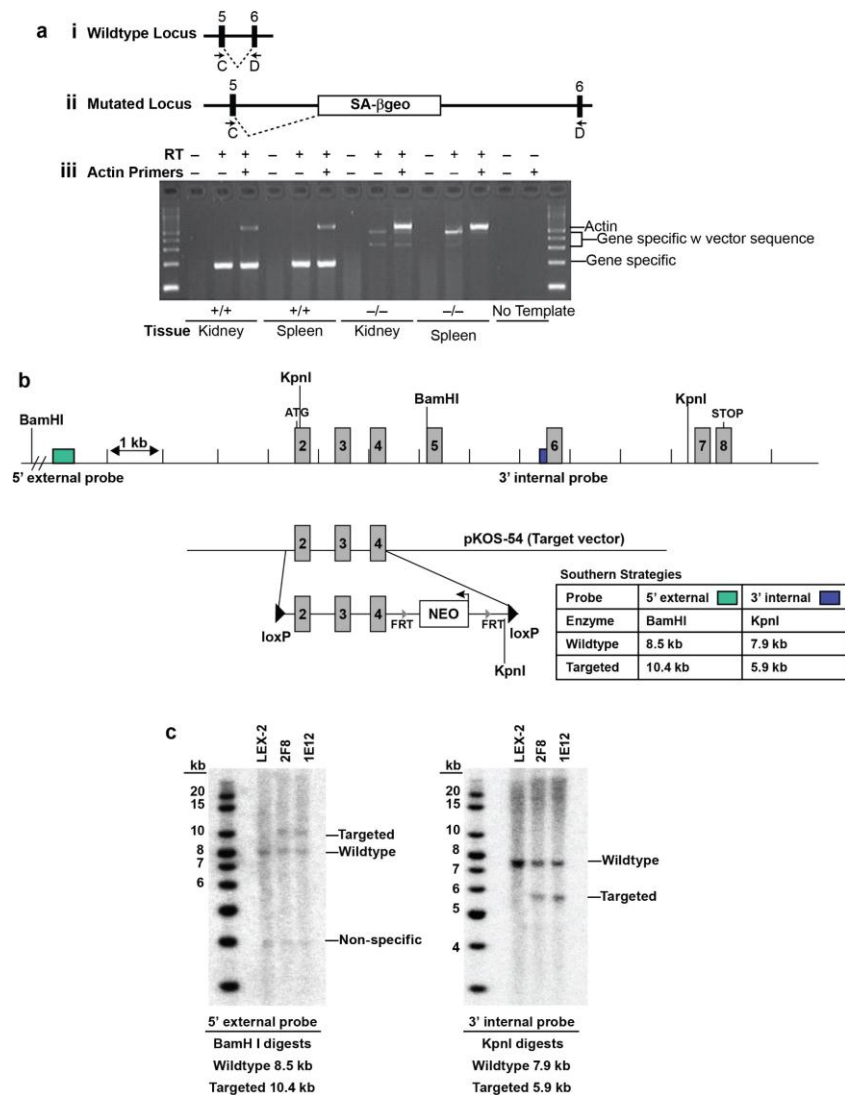 a
i Wildtype Locus
5 6
C D
ii Mutated Locus
5 SA-βgeo 6
C D
RT – + + – + + – + + – + + – –
iii Actin Primers – – + – – + – – + – – + – +
Actin
Gene specific w vector sequence
Gene specific
+/+ +/+ –/– –/– No Template
Tissue Kidney Spleen Kidney Spleen
b
BamHI KpnI BamHI KpnI
ATG STOP
1 kb
2 3 4 5 6 7 8
5' external probe 3' internal probe
2 3 4 pKOS-54 (Target vector)
2 3 4 NEO
loxP FRT FRT loxP
KpnI
Southern Strategies
Probe 5' external 3' internal
Enzyme BamHI KpnI
Wildtype 8.5 kb 7.9 kb
Targeted 10.4 kb 5.9 kb
c
LEX-2 2F8 1E12
kb
20
15
10
8
7
6
Targeted
Wildtype
Non-specific
5' external probe
BamH I digests
Wildtype 8.5 kb
Targeted 10.4 kb
LEX-2 2F8 1E12
kb
20
15
10
8
7
6
5
4
Wildtype
Targeted
3' internal probe
KpnI digests
Wildtype 7.9 kb
Targeted 5.9 kb